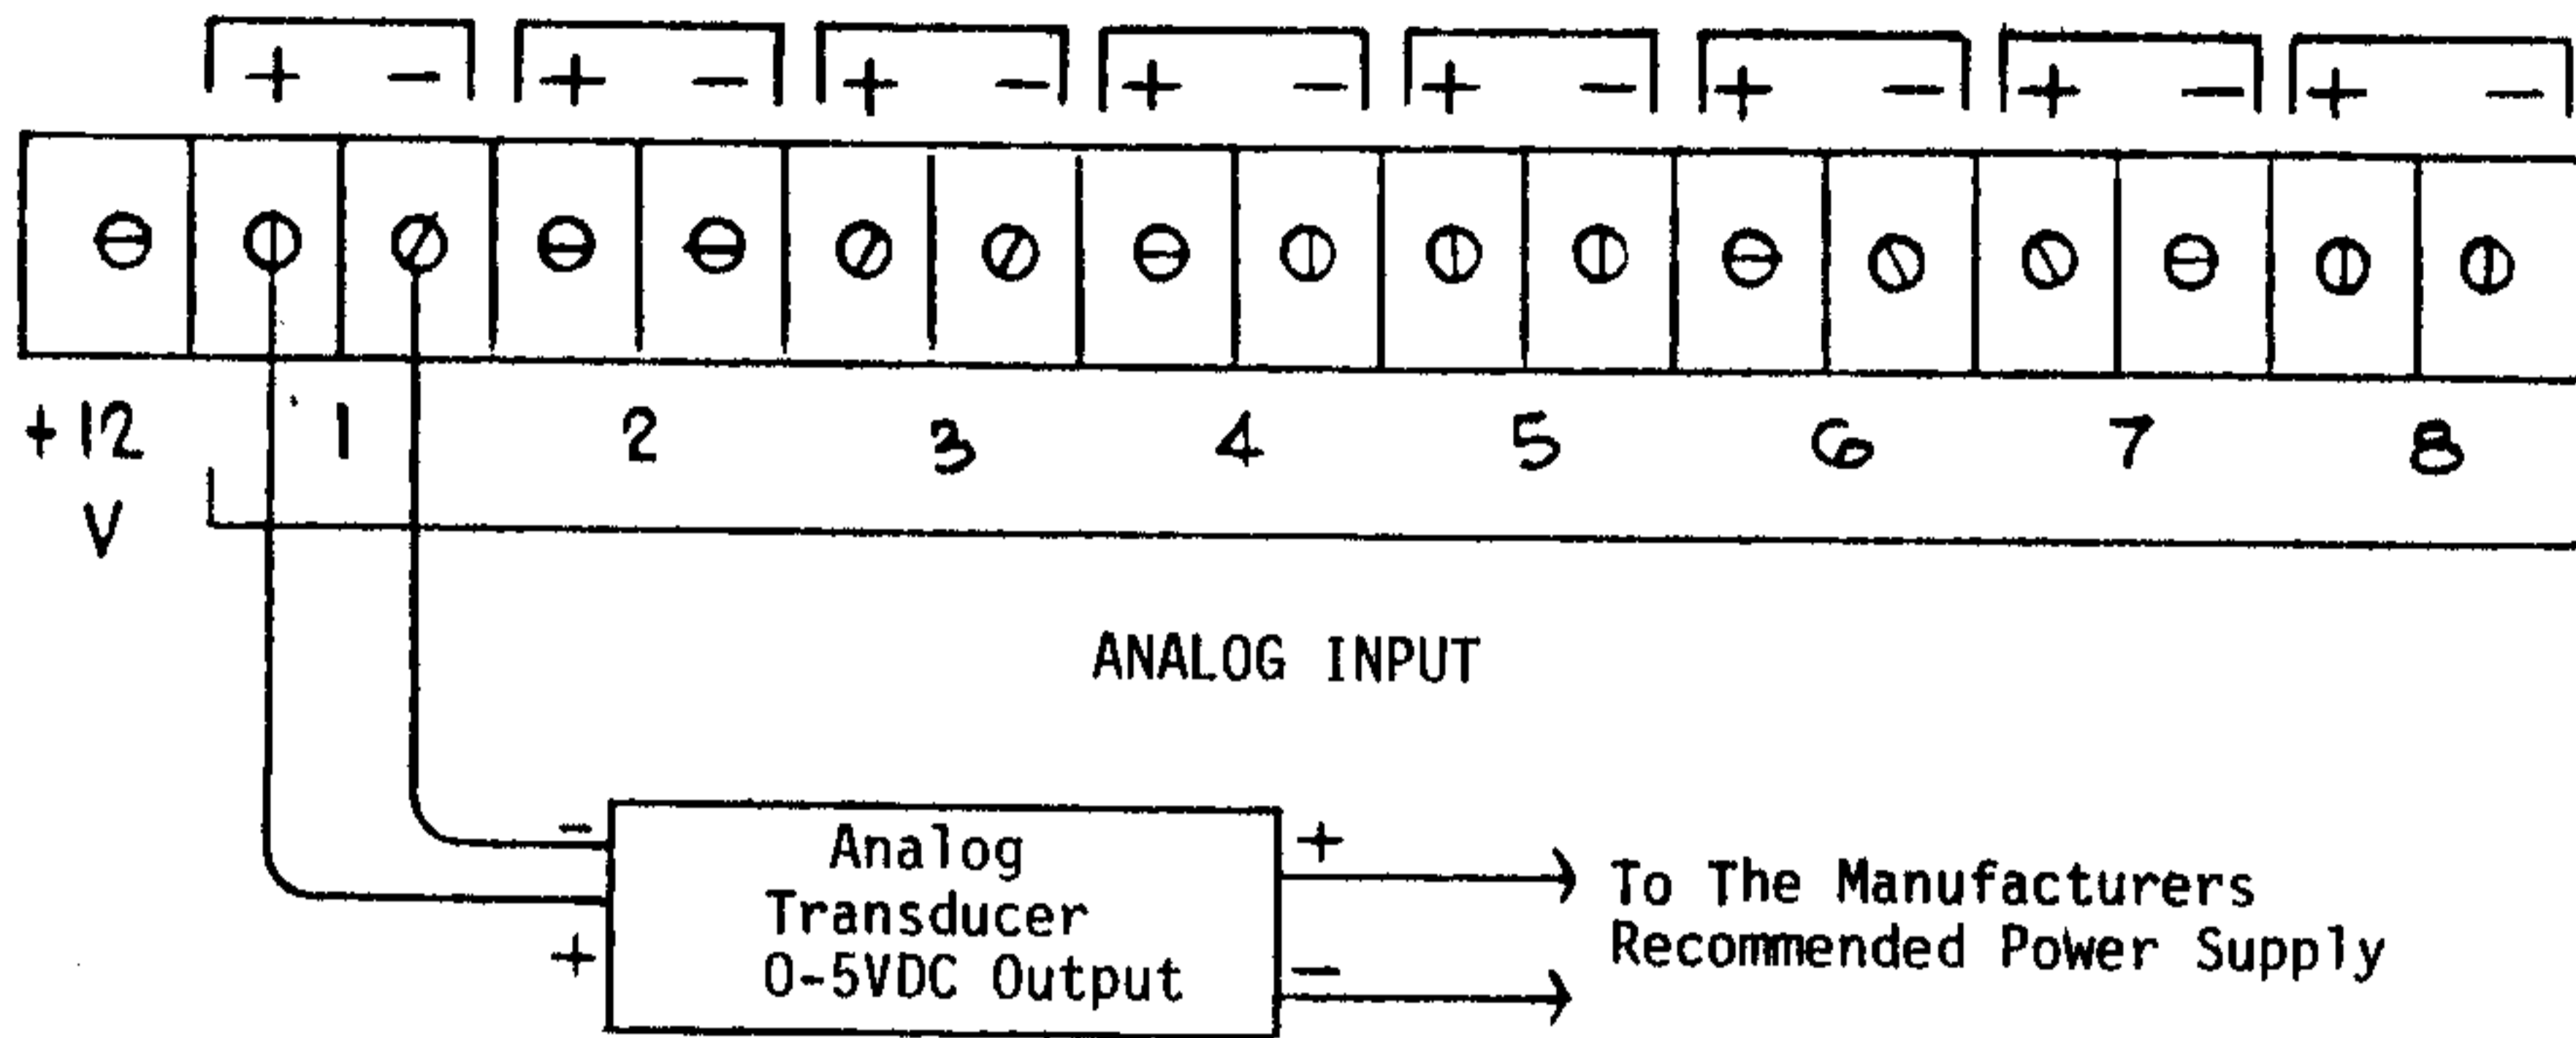 + - + - + - + - + - + - + - + -
+12 1 2 3 4 5 6 7 8
V
ANALOG INPUT
- Analog +
Transducer
+ 0-5VDC Output -
To The Manufacturers
Recommended Power Supply